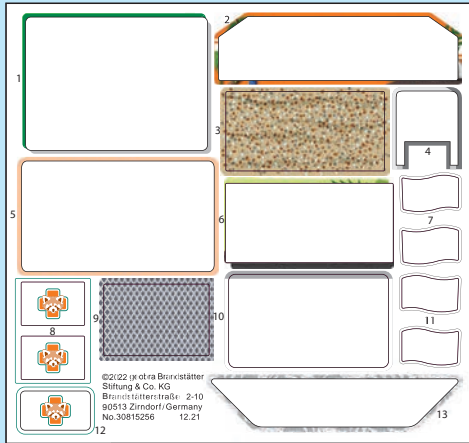 1
2
3
4
5
6
7
8
9
10
11
12
13
©2022 geobra Brandstätter
Stiftung & Co. KG
Brandstätterstraße 2-10
90513 Zirndorf/Germany
No.30815256 12.21